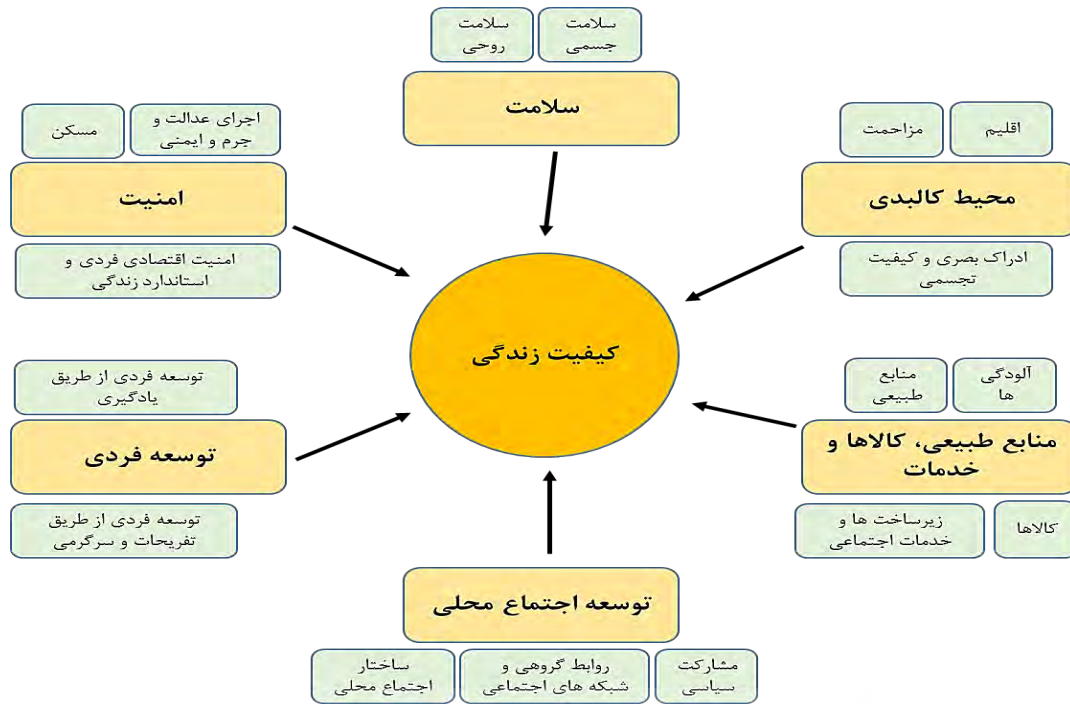 سلامت
جسمی
سلامت
روحی
سلامت
اقلیم
مزاحمت
محیط کالبدی
ادراک بصری و کیفیت
تجسمی
اجرای عدالت و
جرم و ایمنی
مسکن
امنیت
امنیت اقتصادی فردی و
استاندارد زندگی
کیفیت زندگی
آلودگی
ها
منابع
طبیعی
منابع طبیعی، کالاها و
خدمات
کالاها
زیرساخت ها و
خدمات اجتماعی
توسعه فردی از طریق
یادگیری
توسعه فردی
توسعه فردی از طریق
تفریحات و سرگرمی
توسعه اجتماع محلی
مشارکت
سیاسی
روابط گروهی و
شبکه های اجتماعی
ساختار
اجتماع محلی